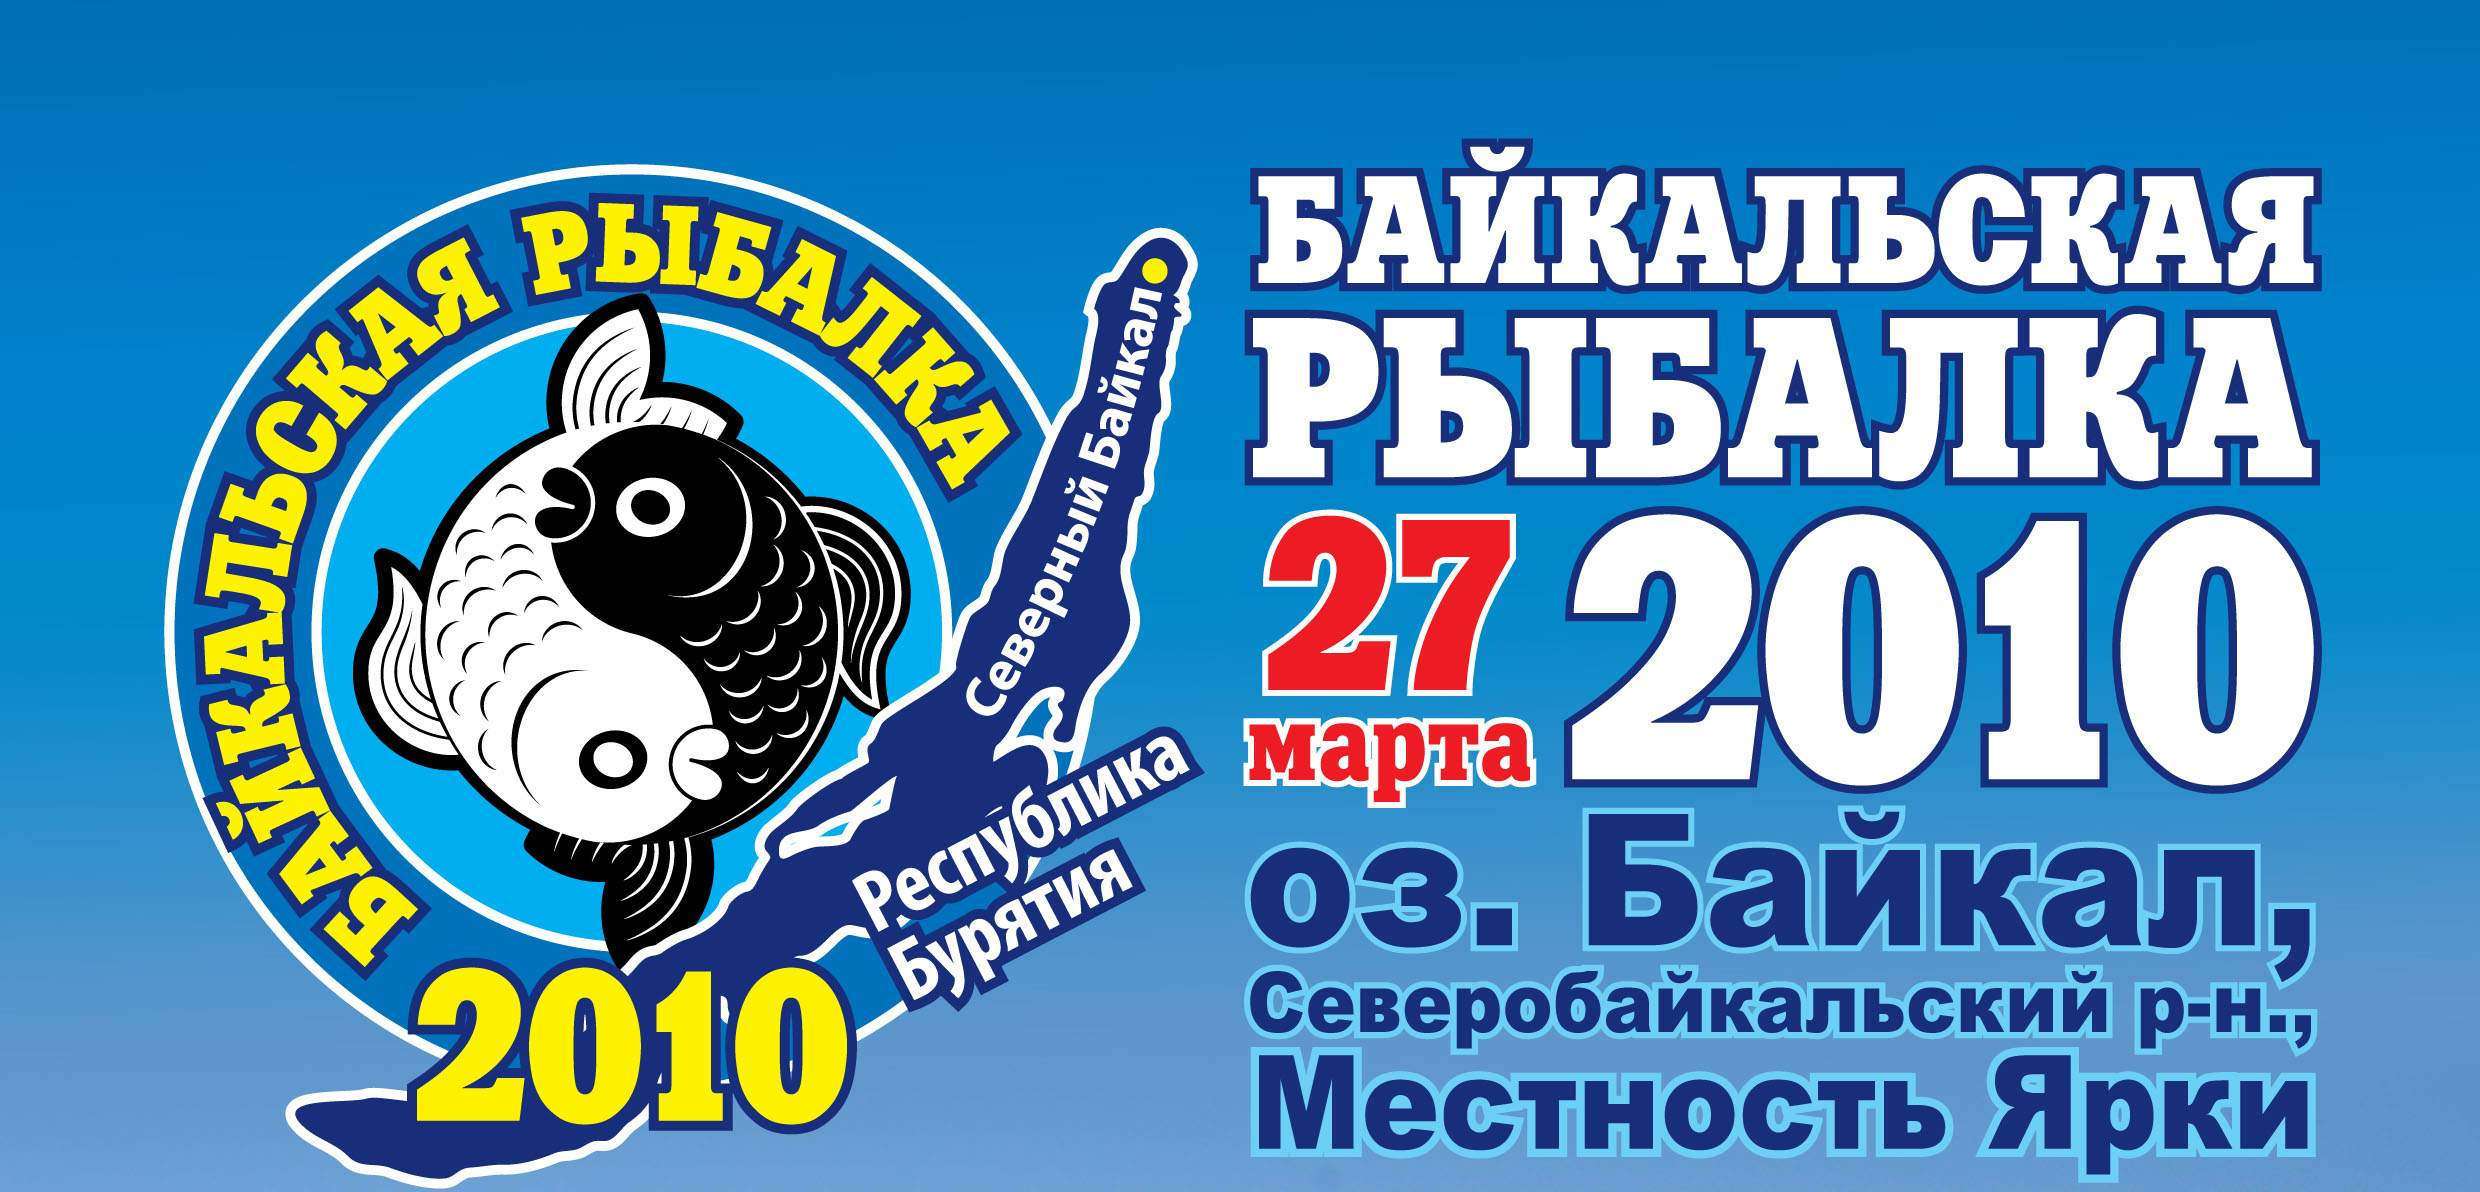 БАЙКАЛЬСКАЯ РЫБАЛКА
2010
Северный Байкал
Республика
Бурятия
БАЙКАЛЬСКАЯ
РЫБАЛКА
27
марта
2010
оз. Байкал,
Северобайкальский р-н.,
Местность Ярки